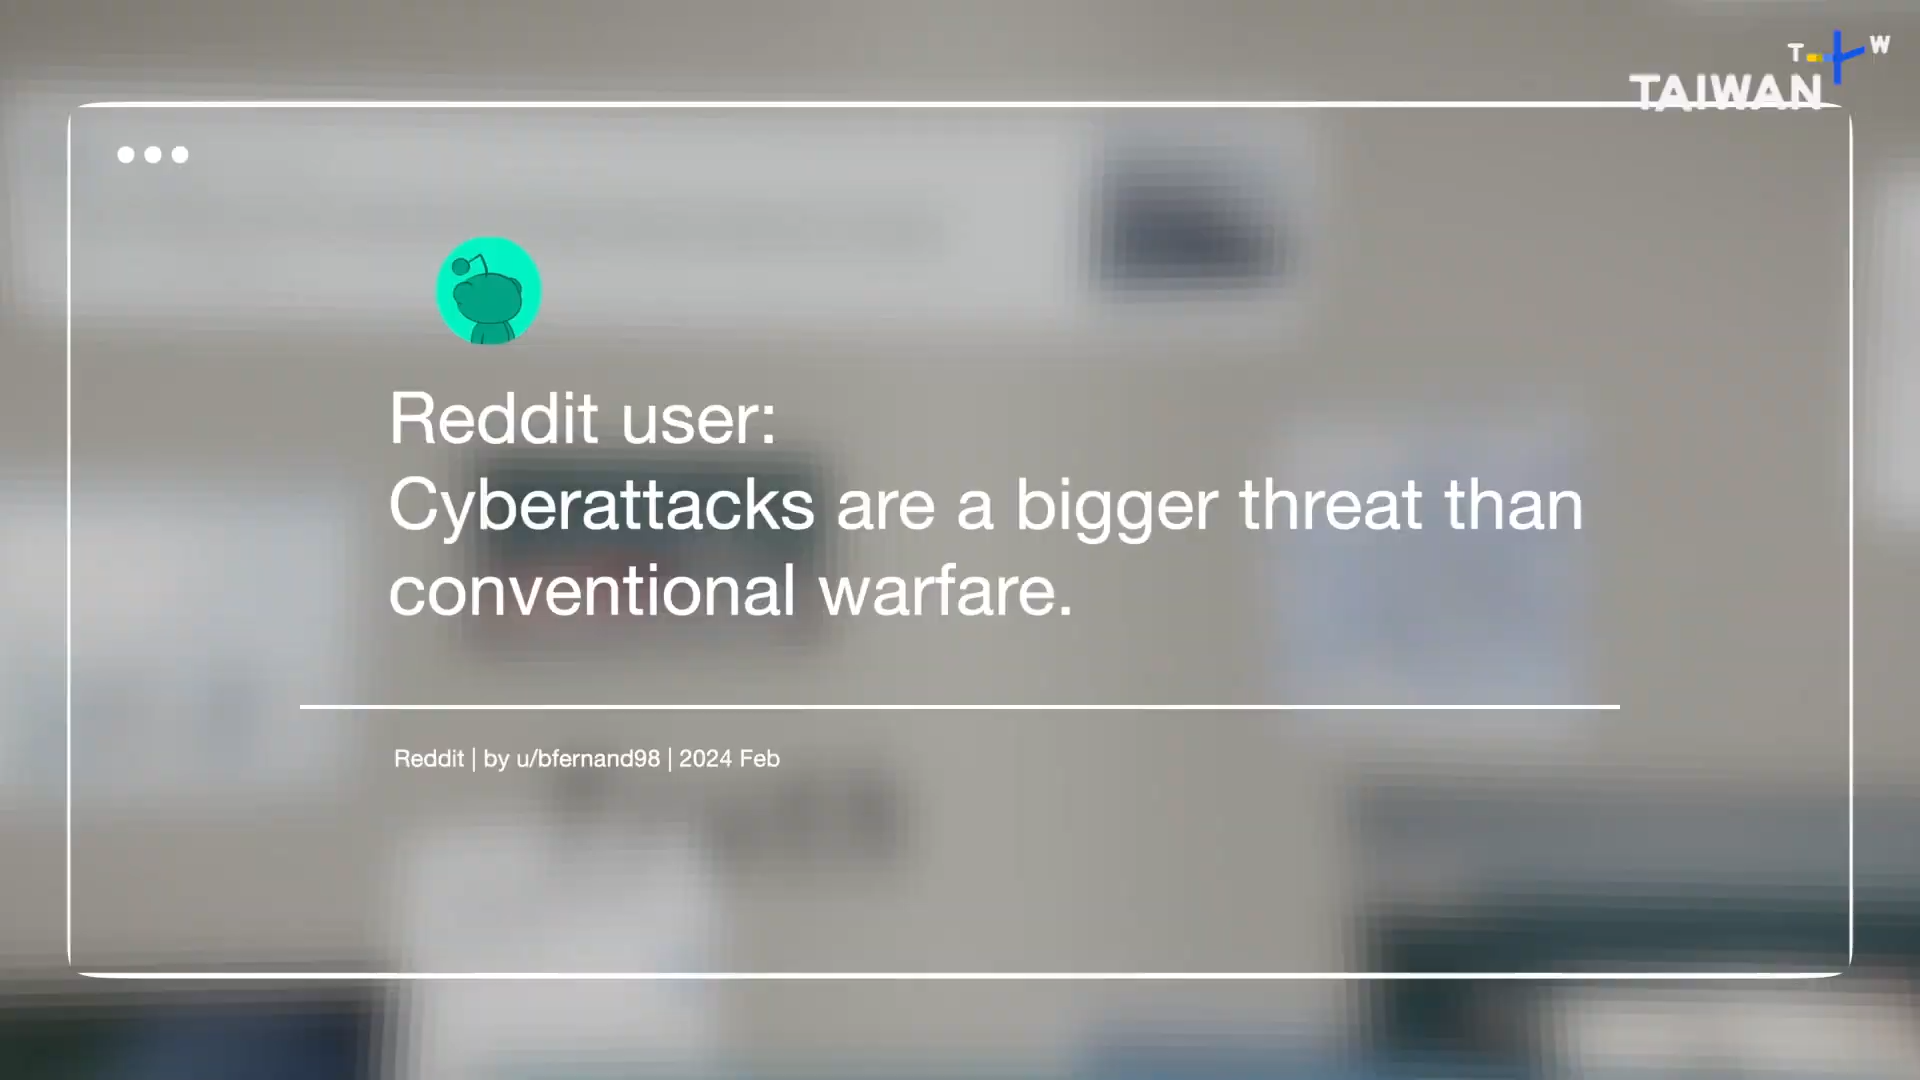 T W
TAIWAN
Reddit user:
Cyberattacks are a bigger threat than
conventional warfare.
Reddit | by u/bfernand98 | 2024 Feb